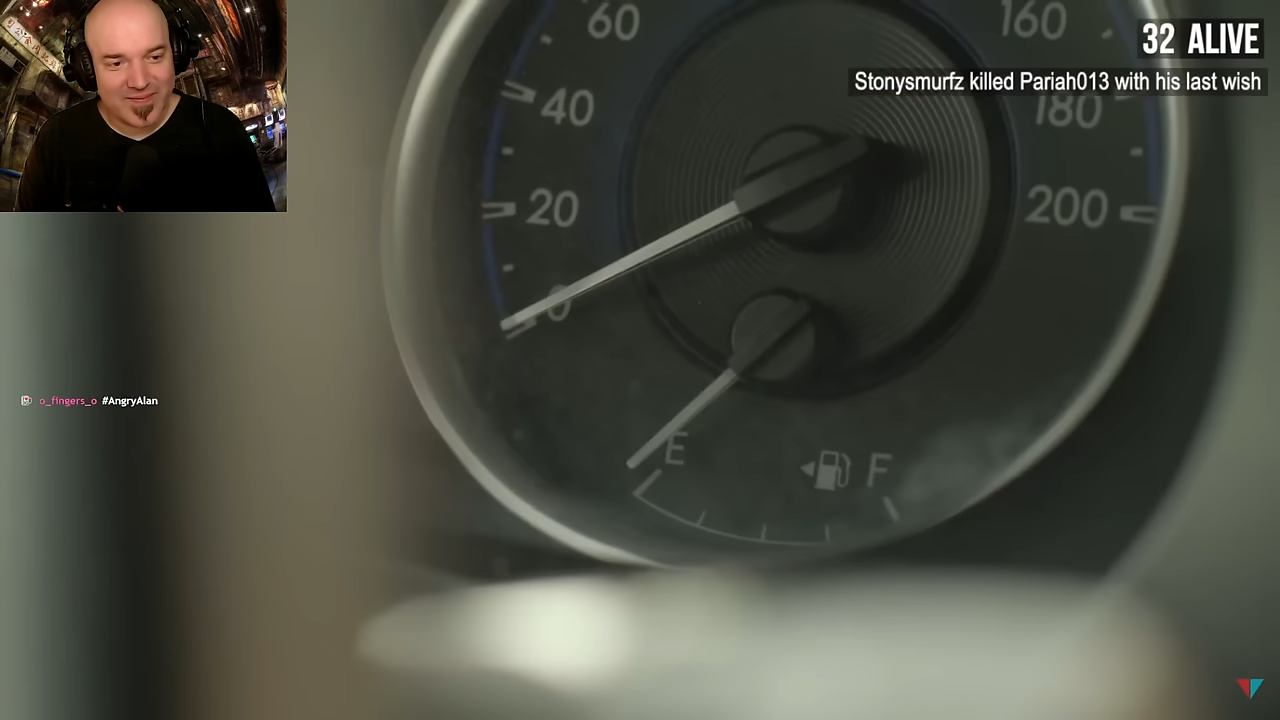 60
160
32 ALIVE
Stonysmurfz killed Pariah013 with his last wish
40
180
20
200
0
o_fingers_o #AngryAlan
E
F